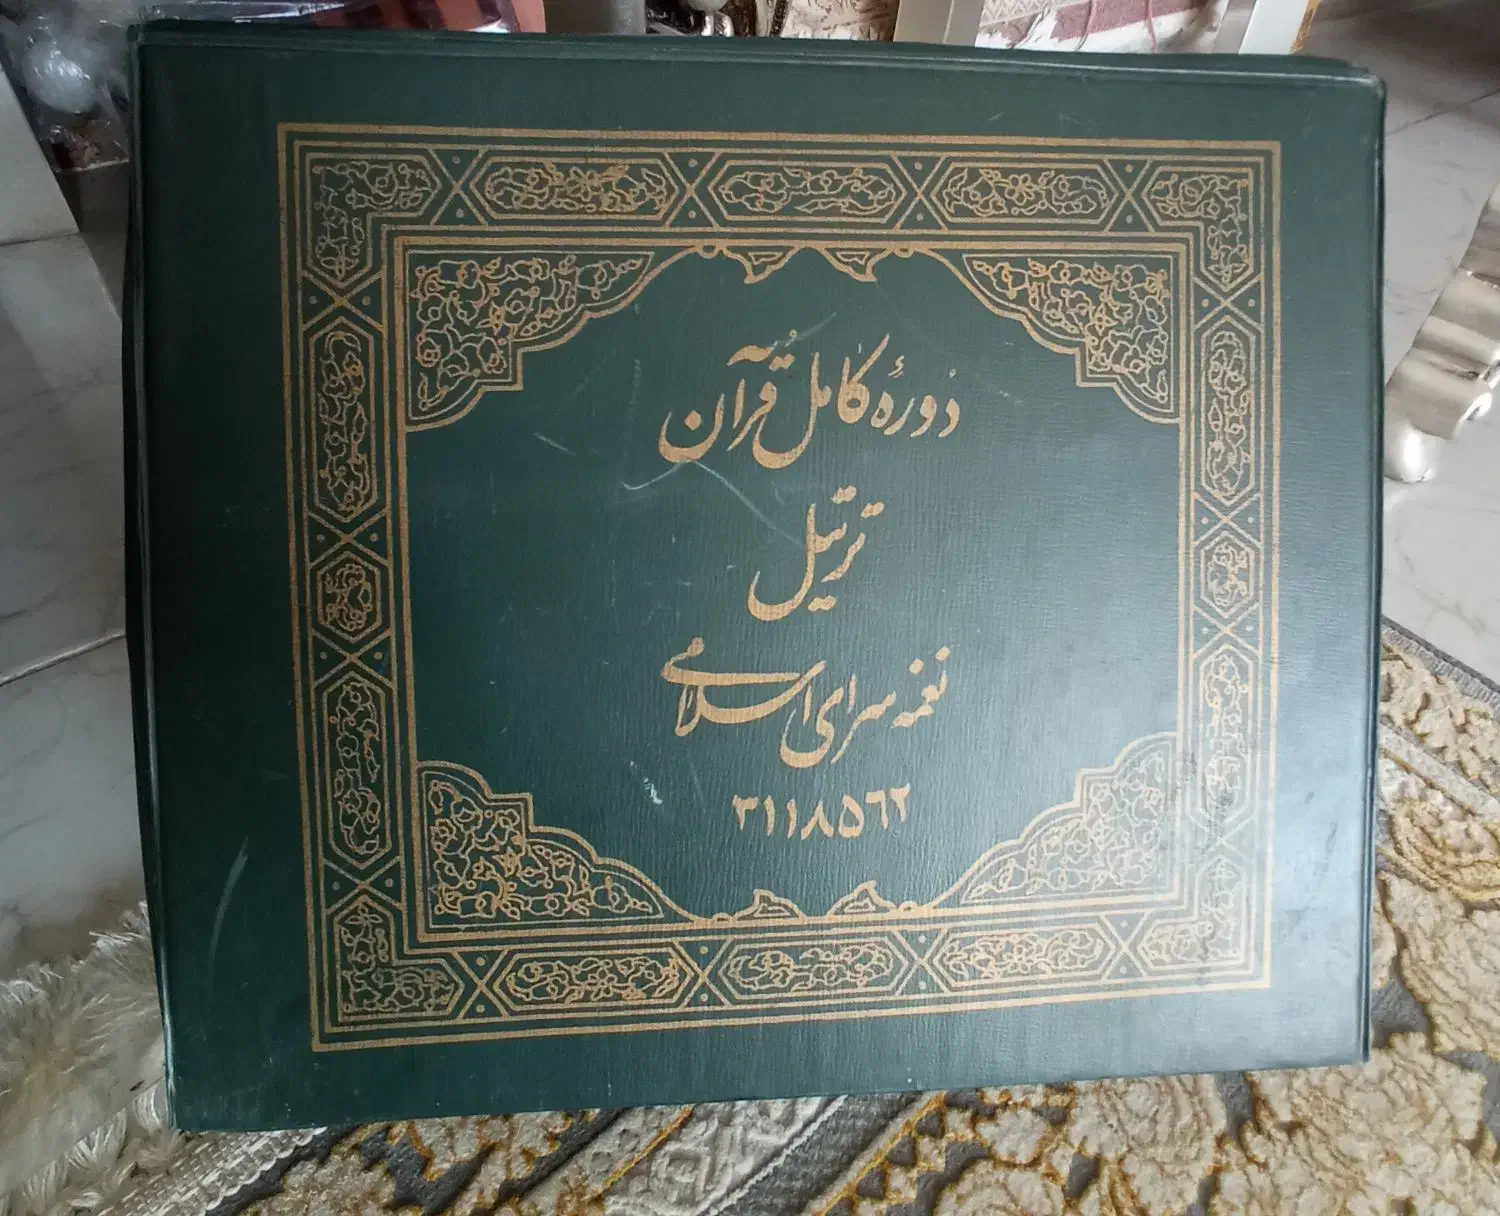 دورهٔ کامل قرآن
ترتیل
نغمه سرای اسلامی
۳۱۱۸۵۶۲